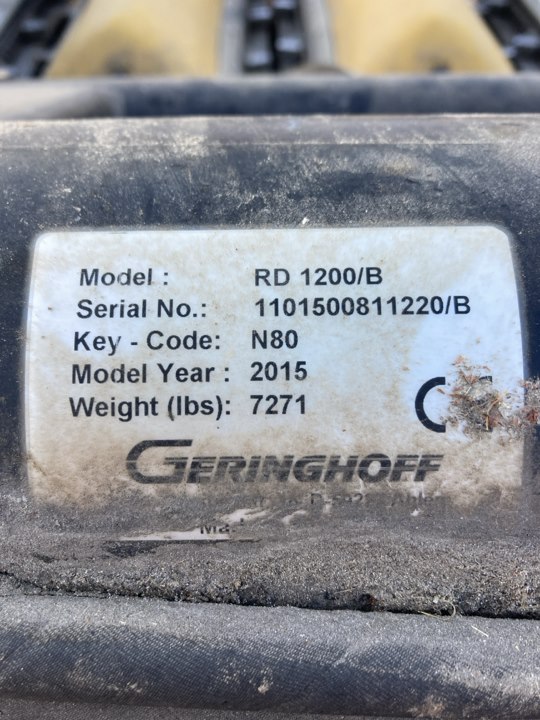 Model : RD 1200/B
Serial No.: 1101500811220/B
Key - Code: N80
Model Year : 2015
Weight (lbs): 7271
CE
GERINGHOFF